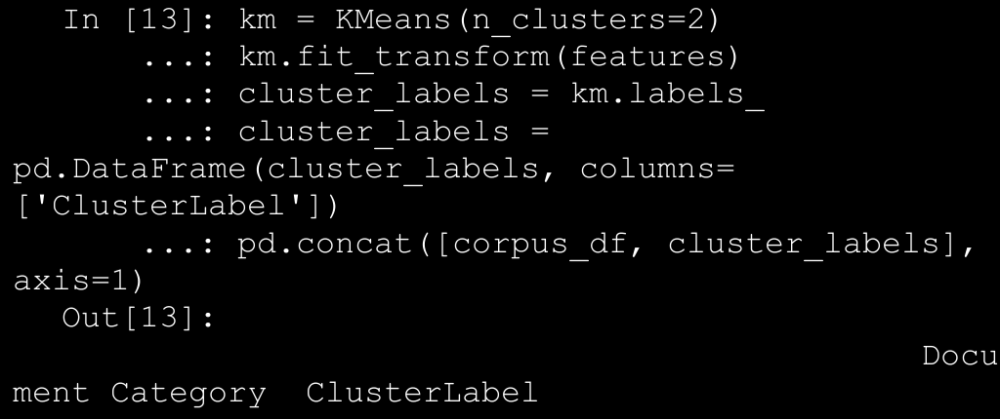 In [13]: km = KMeans(n_clusters=2)
...: km.fit_transform(features)
...: cluster_labels = km.labels_
...: cluster_labels =
pd.DataFrame(cluster_labels, columns=
['ClusterLabel'])
...: pd.concat([corpus_df, cluster_labels],
axis=1)
Out[13]:
Docu
ment Category  ClusterLabel